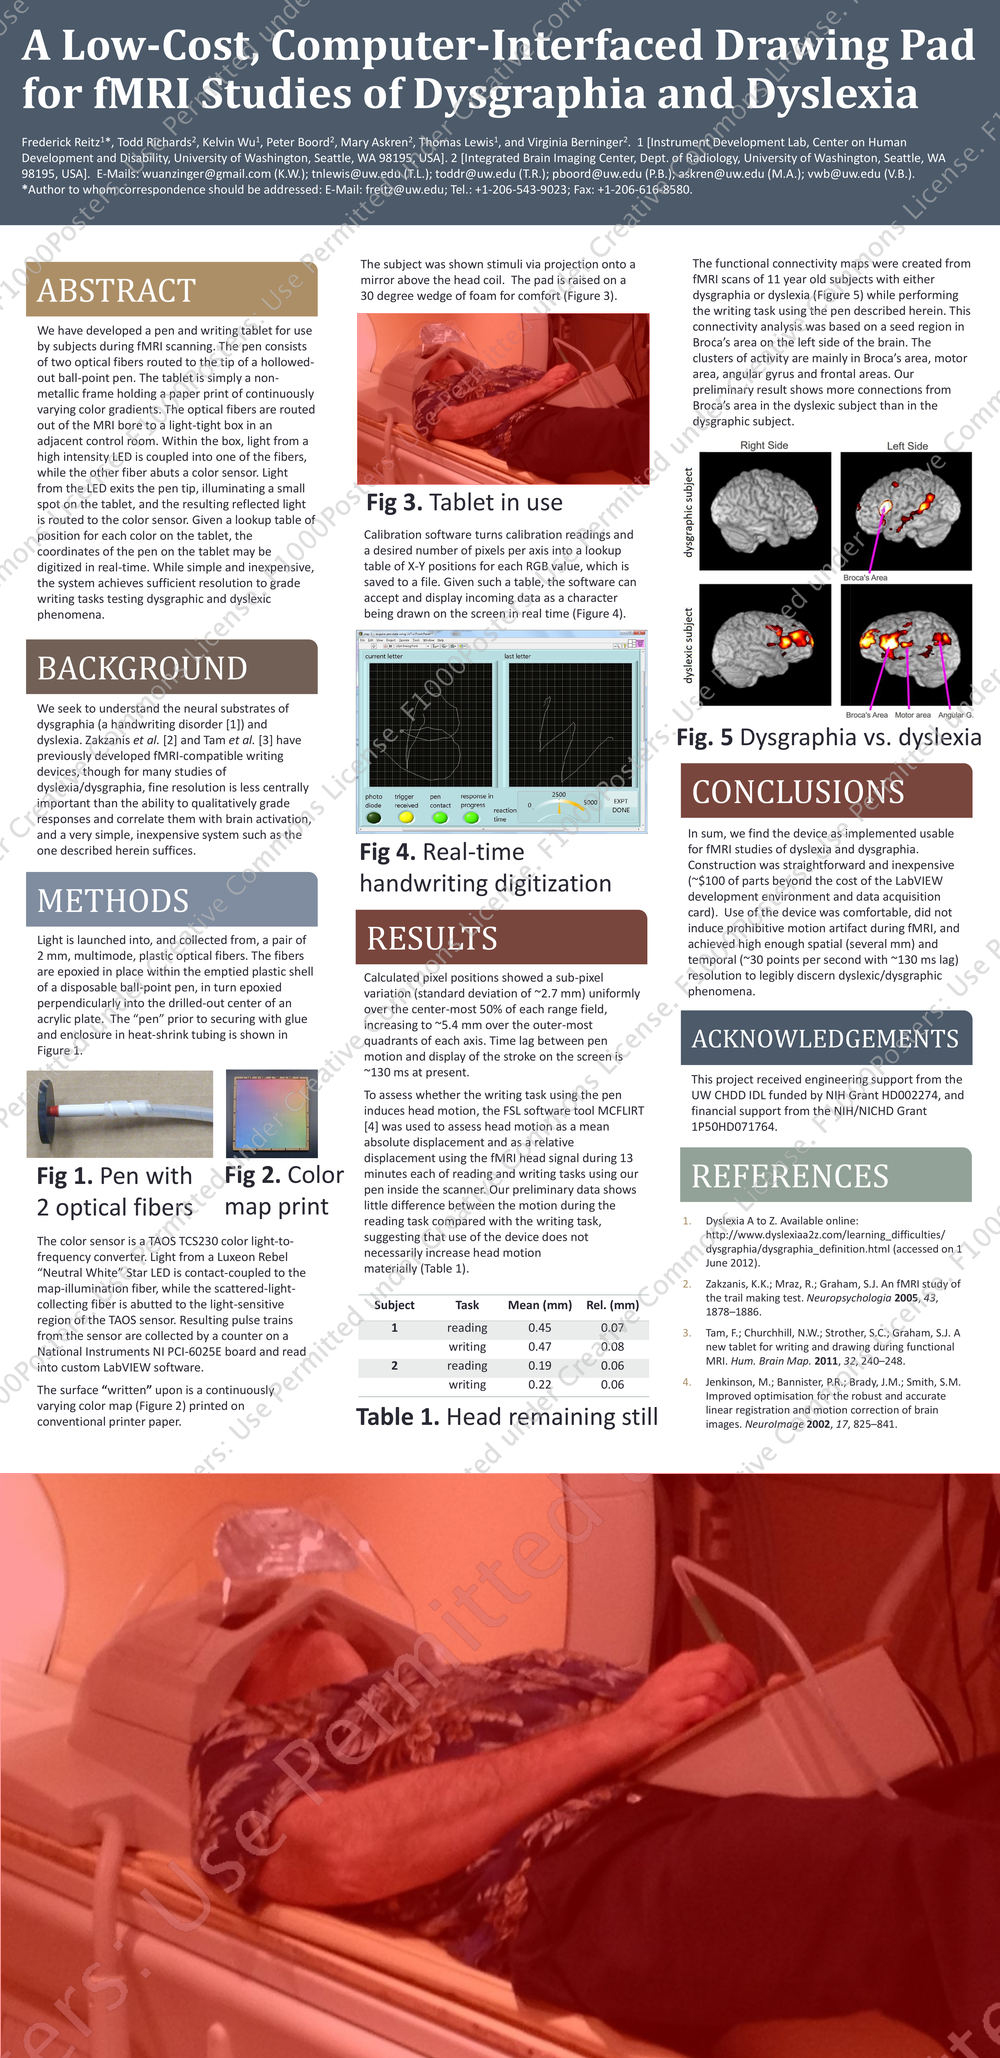 A Low-Cost, Computer-Interfaced Drawing Pad
for fMRI Studies of Dysgraphia and Dyslexia
Frederick Reitz¹*, Todd Richards², Kelvin Wu¹, Peter Boord², Mary Askren², Thomas Lewis¹, and Virginia Berninger². 1 [Instrument Development Lab, Center on Human
Development and Disability, University of Washington, Seattle, WA 98195, USA]. 2 [Integrated Brain Imaging Center, Dept. of Radiology, University of Washington, Seattle, WA
98195, USA]. E-Mails: wuanzinger@gmail.com (K.W.); tnlewis@uw.edu (T.L.); toddr@uw.edu (T.R.); pboord@uw.edu (P.B.); askren@uw.edu (M.A.); vwb@uw.edu (V.B.).
*Author to whom correspondence should be addressed: E-Mail: freitz@uw.edu; Tel.: +1-206-543-9023; Fax: +1-206-616-8580.
ABSTRACT
We have developed a pen and writing tablet for use
by subjects during fMRI scanning. The pen consists
of two optical fibers routed to the tip of a hollowed-
out ball-point pen. The tablet is simply a non-
metallic frame holding a paper print of continuously
varying color gradients. The optical fibers are routed
out of the MRI bore to a light-tight box in an
adjacent control room. Within the box, light from a
high intensity LED is coupled into one of the fibers,
while the other fiber abuts a color sensor. Light
from the LED exits the pen tip, illuminating a small
spot on the tablet, and the resulting reflected light
is routed to the color sensor. Given a lookup table of
position for each color on the tablet, the
coordinates of the pen on the tablet may be
digitized in real-time. While simple and inexpensive,
the system achieves sufficient resolution to grade
writing tasks testing dysgraphic and dyslexic
phenomena.
BACKGROUND
We seek to understand the neural substrates of
dysgraphia (a handwriting disorder [1]) and
dyslexia. Zakzanis et al. [2] and Tam et al. [3] have
previously developed fMRI-compatible writing
devices, though for many studies of
dyslexia/dysgraphia, fine resolution is less centrally
important than the ability to qualitatively grade
responses and correlate them with brain activation,
and a very simple, inexpensive system such as the
one described herein suffices.
METHODS
Light is launched into, and collected from, a pair of
2 mm, multimode, plastic optical fibers. The fibers
are epoxied in place within the emptied plastic shell
of a disposable ball-point pen, in turn epoxied
perpendicularly into the drilled-out center of an
acrylic plate. The “pen” prior to securing with glue
and enclosure in heat-shrink tubing is shown in
Figure 1.
Fig 1. Pen with
2 optical fibers
Fig 2. Color
map print
The color sensor is a TAOS TCS230 color light-to-
frequency converter. Light from a Luxeon Rebel
“Neutral White” Star LED is contact-coupled to the
map-illumination fiber, while the scattered-light-
collecting fiber is abutted to the light-sensitive
region of the TAOS sensor. Resulting pulse trains
from the sensor are collected by a counter on a
National Instruments NI PCI-6025E board and read
into custom LabVIEW software.
The surface “written” upon is a continuously
varying color map (Figure 2) printed on
conventional printer paper.
The subject was shown stimuli via projection onto a
mirror above the head coil. The pad is raised on a
30 degree wedge of foam for comfort (Figure 3).
Fig 3. Tablet in use
Calibration software turns calibration readings and
a desired number of pixels per axis into a lookup
table of X-Y positions for each RGB value, which is
saved to a file. Given such a table, the software can
accept and display incoming data as a character
being drawn on the screen in real time (Figure 4).
current letter
last letter
photo diode
trigger received
pen contact
response in progress
reaction time
0 2500 5000
EXPT DONE
Fig 4. Real-time
handwriting digitization
RESULTS
Calculated pixel positions showed a sub-pixel
variation (standard deviation of ~2.7 mm) uniformly
over the center-most 50% of each range field,
increasing to ~5.4 mm over the outer-most
quadrants of each axis. Time lag between pen
motion and display of the stroke on the screen is
~130 ms at present.
To assess whether the writing task using the pen
induces head motion, the FSL software tool MCFLIRT
[4] was used to assess head motion as a mean
absolute displacement and as a relative
displacement using the fMRI head signal during 13
minutes each of reading and writing tasks using our
pen inside the scanner. Our preliminary data shows
little difference between the motion during the
reading task compared with the writing task,
suggesting that use of the device does not
necessarily increase head motion
materially (Table 1).
Subject Task Mean (mm) Rel. (mm)
1 reading 0.45 0.07
writing 0.47 0.08
2 reading 0.19 0.06
writing 0.22 0.06
Table 1. Head remaining still
The functional connectivity maps were created from
fMRI scans of 11 year old subjects with either
dysgraphia or dyslexia (Figure 5) while performing
the writing task using the pen described herein. This
connectivity analysis was based on a seed region in
Broca’s area on the left side of the brain. The
clusters of activity are mainly in Broca’s area, motor
area, angular gyrus and frontal areas. Our
preliminary result shows more connections from
Broca’s area in the dyslexic subject than in the
dysgraphic subject.
Right Side Left Side
dysgraphic subject
Broca's Area
dyslexic subject
Broca's Area Motor area Angular G.
Fig. 5 Dysgraphia vs. dyslexia
CONCLUSIONS
In sum, we find the device as implemented usable
for fMRI studies of dyslexia and dysgraphia.
Construction was straightforward and inexpensive
(~$100 of parts beyond the cost of the LabVIEW
development environment and data acquisition
card). Use of the device was comfortable, did not
induce prohibitive motion artifact during fMRI, and
achieved high enough spatial (several mm) and
temporal (~30 points per second with ~130 ms lag)
resolution to legibly discern dyslexic/dysgraphic
phenomena.
ACKNOWLEDGEMENTS
This project received engineering support from the
UW CHDD IDL funded by NIH Grant HD002274, and
financial support from the NIH/NICHD Grant
1P50HD071764.
REFERENCES
1. Dyslexia A to Z. Available online:
http://www.dyslexiaa2z.com/learning_difficulties/
dysgraphia/dysgraphia_definition.html (accessed on 1
June 2012).
2. Zakzanis, K.K.; Mraz, R.; Graham, S.J. An fMRI study of
the trail making test. Neuropsychologia 2005, 43,
1878–1886.
3. Tam, F.; Churchill, N.W.; Strother, S.C.; Graham, S.J. A
new tablet for writing and drawing during functional
MRI. Hum. Brain Map. 2011, 32, 240–248.
4. Jenkinson, M.; Bannister, P.R.; Brady, J.M.; Smith, S.M.
Improved optimisation for the robust and accurate
linear registration and motion correction of brain
images. NeuroImage 2002, 17, 825–841.
F1000Posters: Use Permitted under Creative Commons License.